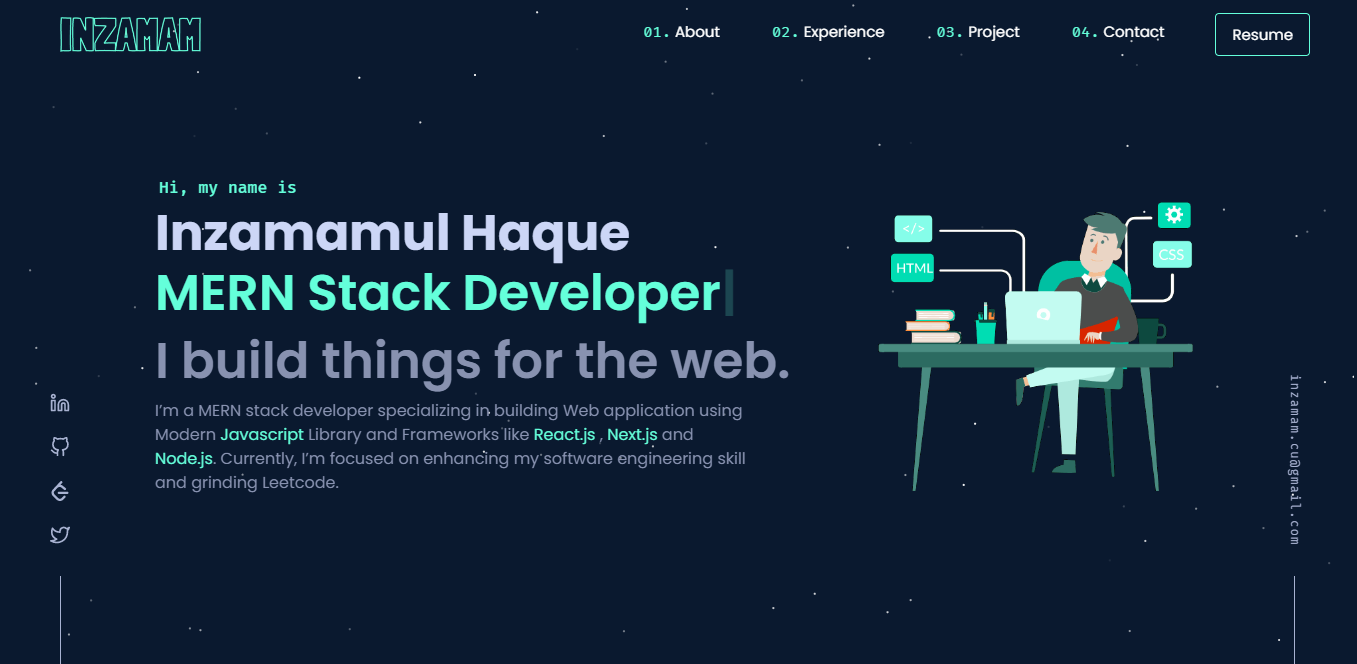 INZAMAM
01. About
02. Experience
03. Project
04. Contact
Resume
Hi, my name is
Inzamamul Haque
MERN Stack Developer
I build things for the web.
I’m a MERN stack developer specializing in building Web application using
Modern Javascript Library and Frameworks like React.js , Next.js and
Node.js. Currently, I’m focused on enhancing my software engineering skill
and grinding Leetcode.
</>
HTML
CSS
inzamam.cu@gmail.com